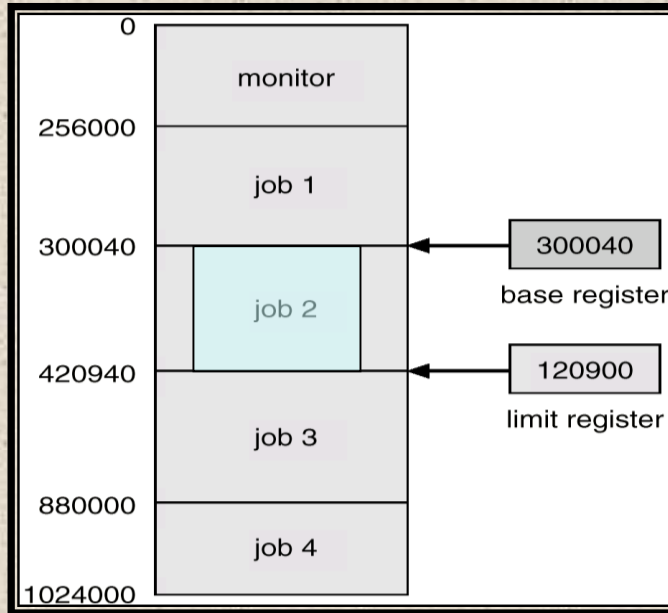 0
monitor
256000
job 1
300040
300040
base register
job 2
420940
120900
limit register
job 3
880000
job 4
1024000